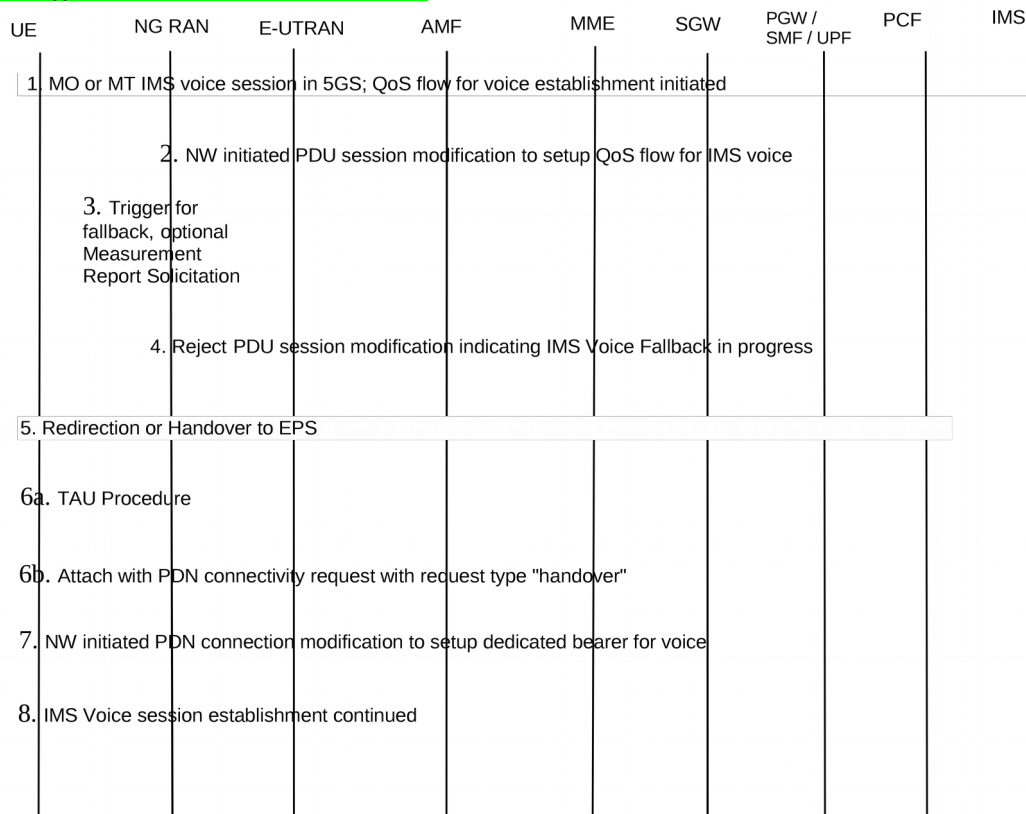 UE
NG RAN
E-UTRAN
AMF
MME
SGW
PGW /
SMF / UPF
PCF
IMS
1. MO or MT IMS voice session in 5GS; QoS flow for voice establishment initiated
2. NW initiated PDU session modification to setup QoS flow for IMS voice
3. Trigger for
fallback, optional
Measurement
Report Solicitation
4. Reject PDU session modification indicating IMS Voice Fallback in progress
5. Redirection or Handover to EPS
6a. TAU Procedure
6b. Attach with PDN connectivity request with request type "handover"
7. NW initiated PDN connection modification to setup dedicated bearer for voice
8. IMS Voice session establishment continued